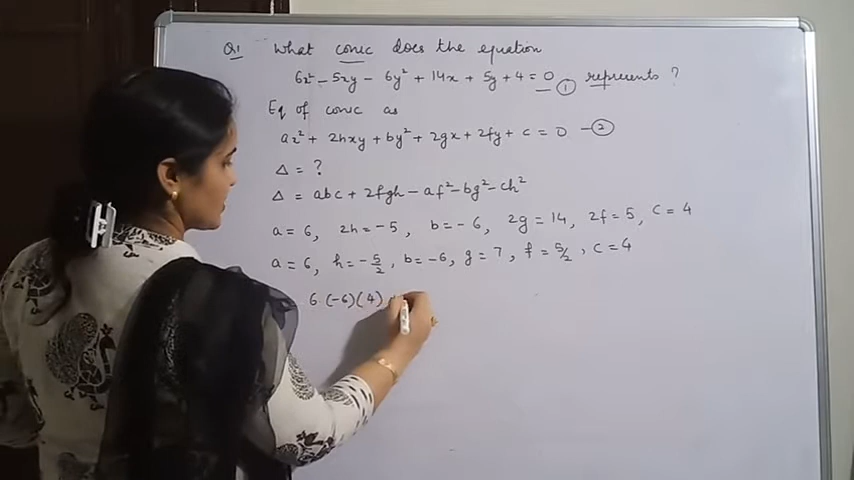 Q1 What conic does the equation
6x² - 5xy - 6y² + 14x + 5y + 4 = 0 ① represents ?
Eq of conic as
ax² + 2hxy + by² + 2gx + 2fy + c = 0 - ②
Δ = ?
Δ = abc + 2fgh - af² - bg² - ch²
a = 6, 2h = -5, b = -6, 2g = 14, 2f = 5, c = 4
a = 6, h = -5/2, b = -6, g = 7, f = 5/2, c = 4
6 (-6)(4)